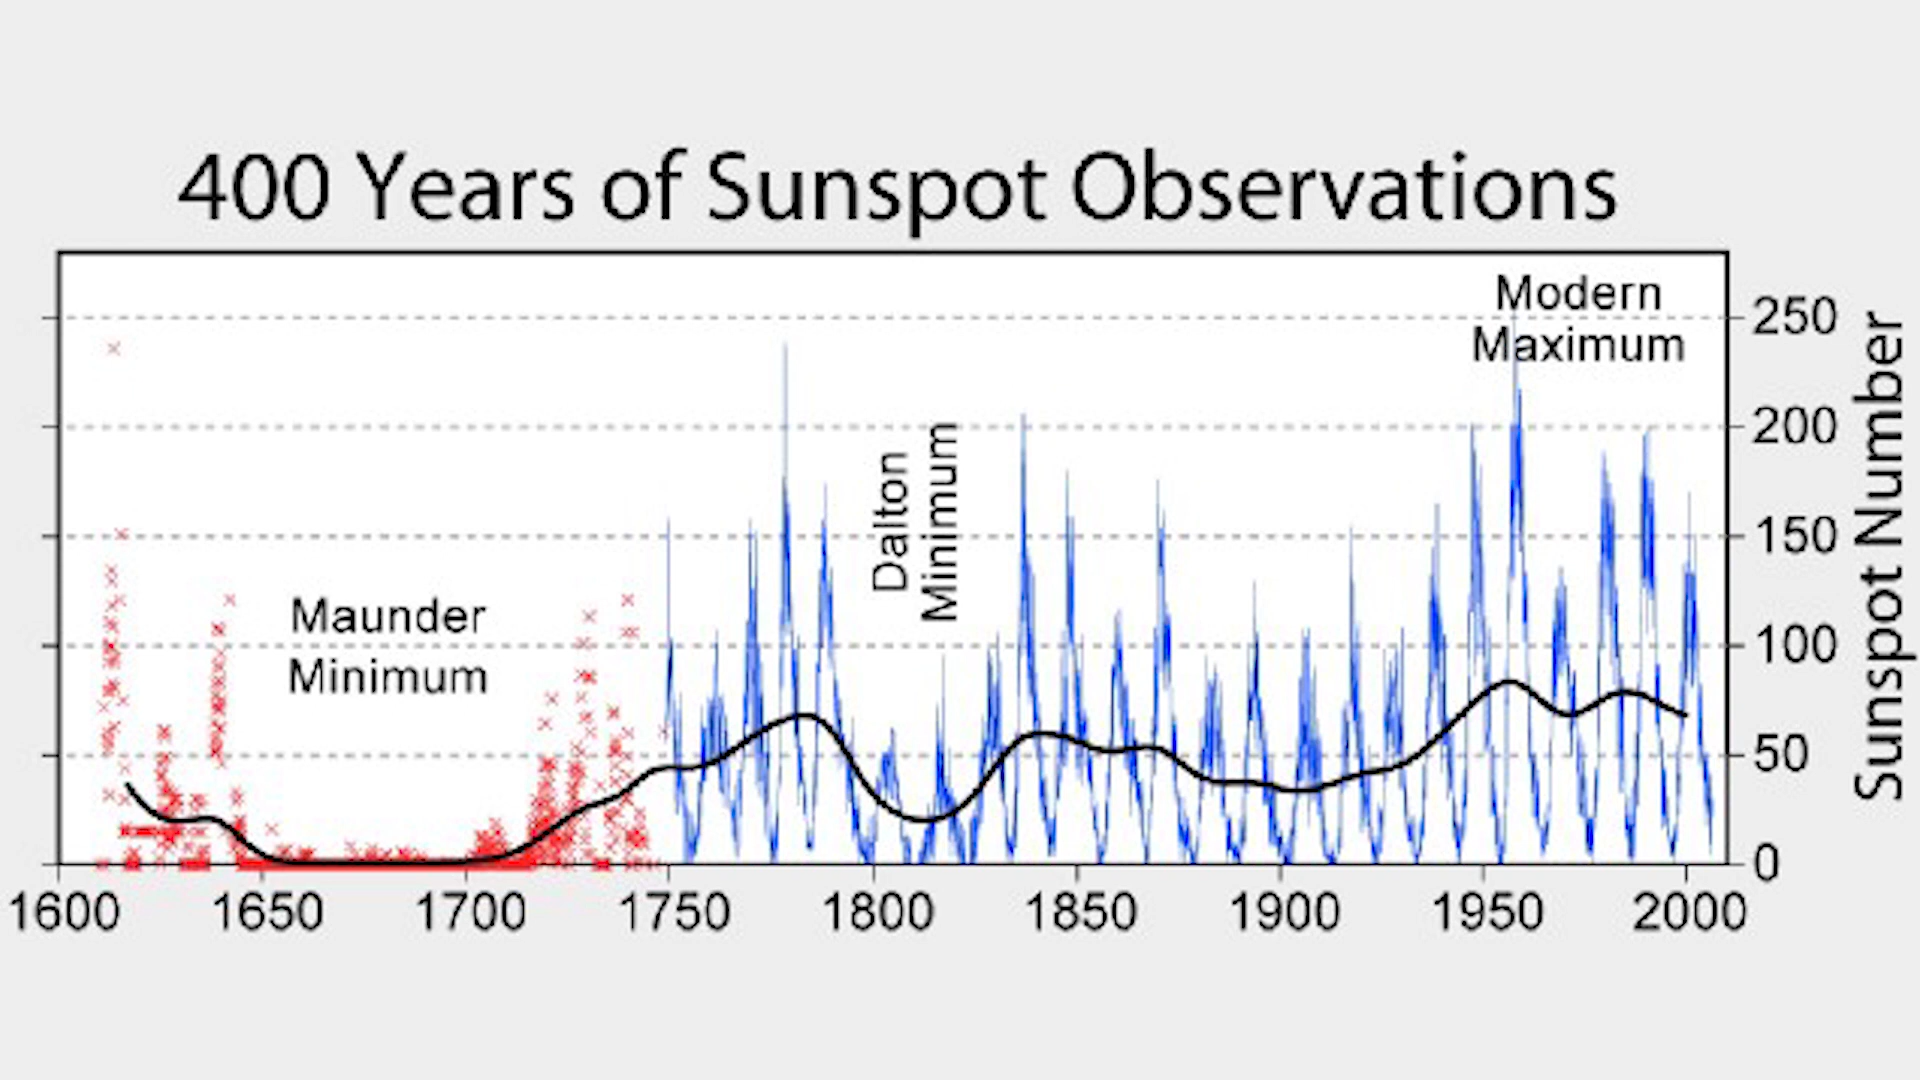 400 Years of Sunspot Observations
Modern
Maximum
Dalton
Minimum
Maunder
Minimum
250
200
150
100
50
0
Sunspot Number
1600 1650 1700 1750 1800 1850 1900 1950 2000